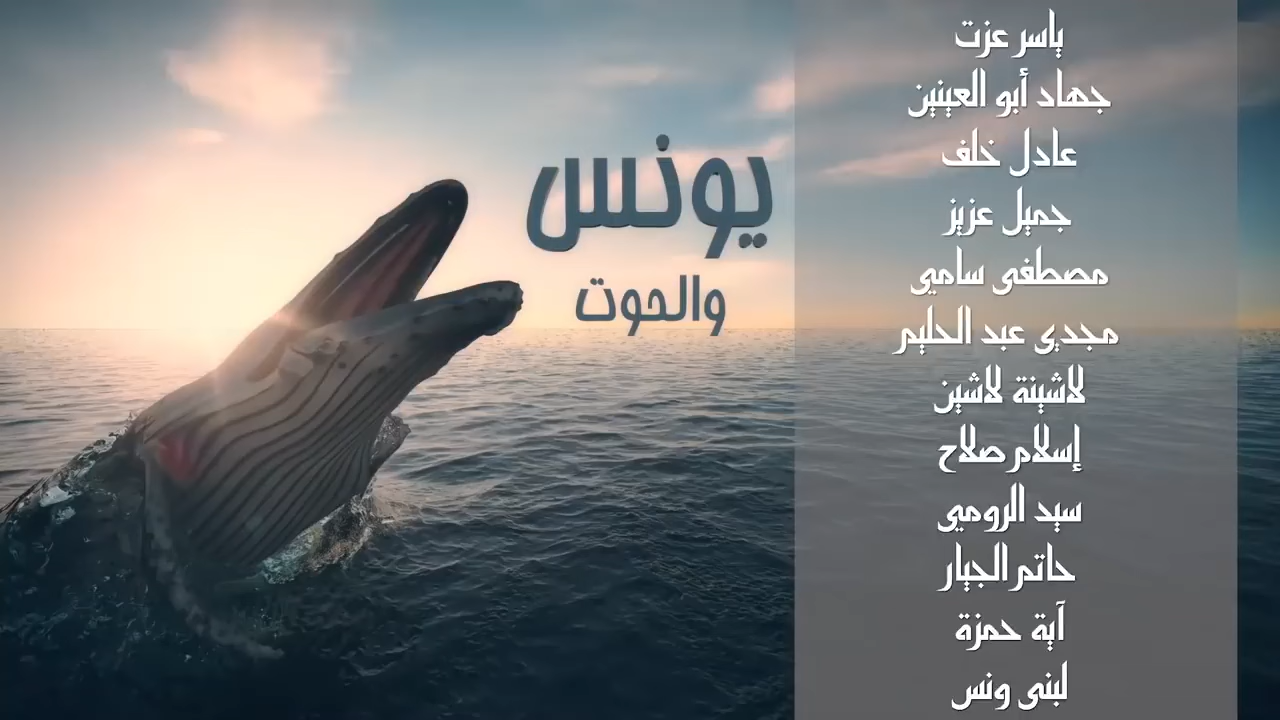 يونس
والحوت
ياسر عزت
جهاد أبو العينين
عادل خلف
جميل عزيز
مصطفى سامي
مجدي عبد الحليم
لاشينة لاشين
إسلام صلاح
سيد الرومي
حاتم الجيار
آية حمزة
لبنى ونس